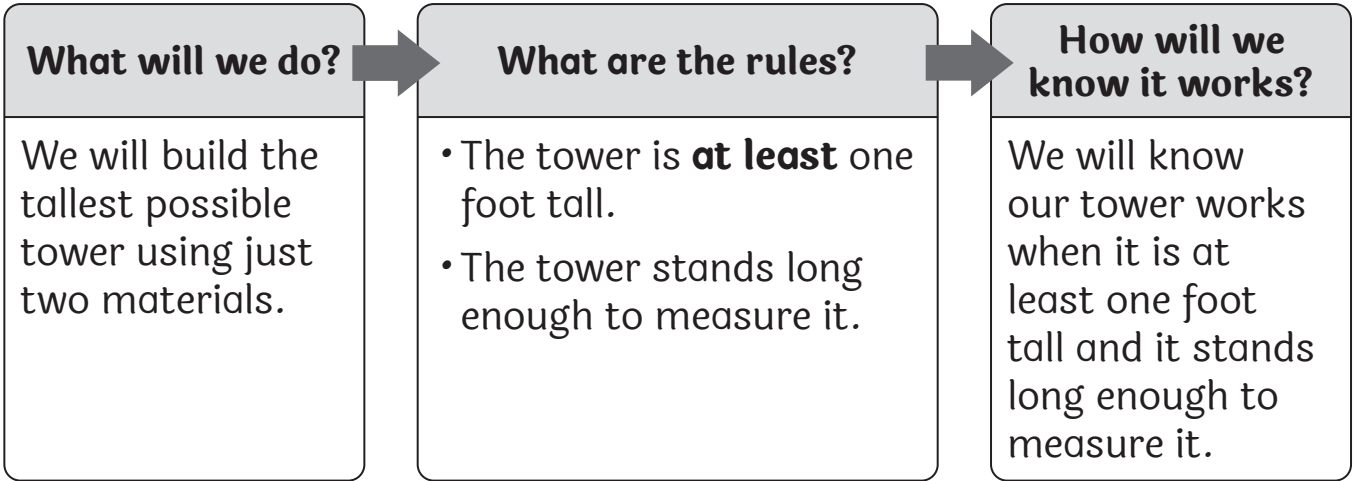 What will we do?
We will build the
tallest possible
tower using just
two materials.
What are the rules?
• The tower is at least one
foot tall.
• The tower stands long
enough to measure it.
How will we
know it works?
We will know
our tower works
when it is at
least one foot
tall and it stands
long enough to
measure it.